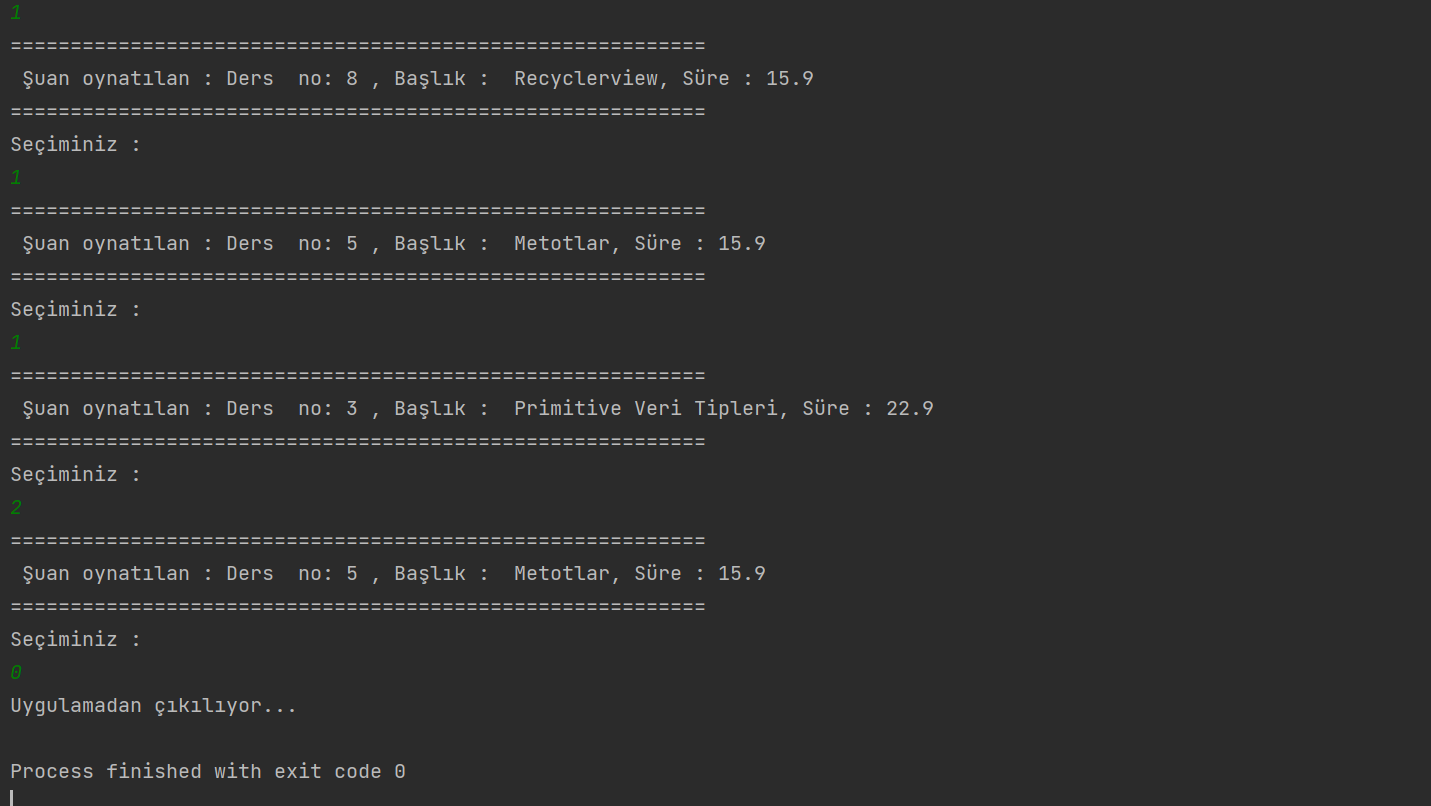 1
==========================================================
Şuan oynatılan : Ders  no: 8 , Başlık :  Recyclerview, Süre : 15.9
==========================================================
Seçiminiz :
1
==========================================================
Şuan oynatılan : Ders  no: 5 , Başlık :  Metotlar, Süre : 15.9
==========================================================
Seçiminiz :
1
==========================================================
Şuan oynatılan : Ders  no: 3 , Başlık :  Primitive Veri Tipleri, Süre : 22.9
==========================================================
Seçiminiz :
2
==========================================================
Şuan oynatılan : Ders  no: 5 , Başlık :  Metotlar, Süre : 15.9
==========================================================
Seçiminiz :
0
Uygulamadan çıkılıyor...
Process finished with exit code 0